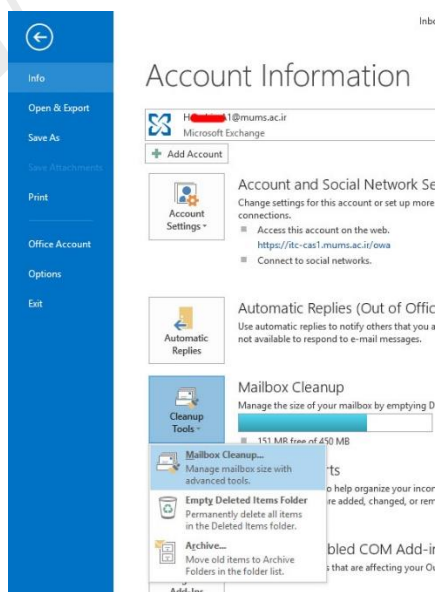 Inbo
Info
Open & Export
Save As
Save Attachments
Print
Office Account
Options
Exit
Account Information
1@mums.ac.ir
Microsoft Exchange
Add Account
Account
Settings
Account and Social Network Se
Change settings for this account or set up more
connections.
Access this account on the web.
https://itc-cas1.mums.ac.ir/owa
Connect to social networks.
Automatic
Replies
Automatic Replies (Out of Offic
Use automatic replies to notify others that you a
not available to respond to e-mail messages.
Cleanup
Tools
Mailbox Cleanup
Manage the size of your mailbox by emptying D
151 MB free of 450 MB
Mailbox Cleanup...
Manage mailbox size with
advanced tools.
Empty Deleted Items Folder
Permanently delete all items
in the Deleted Items folder.
Archive...
Move old items to Archive
Folders in the folder list.
rts
o help organize your incor
re added, changed, or rem
bled COM Add-in
s that are affecting your Ou
Add-Ins